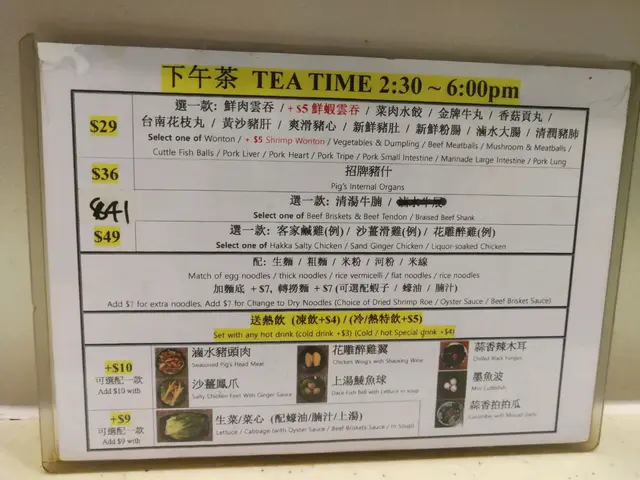 下午茶 TEA TIME 2:30 ~ 6:00pm
$29
選一款: 鮮肉雲吞 / +$5 鮮蝦雲吞 / 菜肉水餃 / 金牌牛丸 / 香菇貢丸 /
台南花枝丸 / 黃沙豬肝 / 爽滑豬心 / 新鮮豬肚 / 新鮮粉腸 / 滷水大腸 / 清潤豬肺
Select one of Wonton / + $5 Shrimp Wonton / Vegetables & Dumpling / Beef Meatballs / Mushroom & Meatballs /
Cuttle Fish Balls / Pork Liver / Pork Heart / Pork Tripe / Pork Small Intestine / Marinade Large Intestine / Pork Lung
$36
招牌豬什
Pig's Internal Organs
$41
選一款: 清湯牛腩 /
Select one of Beef Briskets & Beef Tendon / Braised Beef Shank
$49
選一款: 客家鹹雞(例) / 沙薑滑雞(例) / 花雕醉雞(例)
Select one of Hakka Salty Chicken / Sand Ginger Chicken / Liquor-soaked Chicken
配: 生麵 / 粗麵 / 米粉 / 河粉 / 米線
Match of egg noodles / thick noodles / rice vermicelli / flat noodles / rice noodles
加麵底 +$7, 轉撈麵 +$7 (可選配蝦子 / 蠔油 / 腩汁)
Add $7 for extra noodles, Add $7 for Change to Dry Noodles (Choice of Dried Shrimp Roe / Oyster Sauce / Beef Brisket Sauce)
送熱飲 (凍飲+$4) / (冷/熱特飲+$5)
Set with any hot drink (cold drink +$3) (Cold / hot Special drink +$4)
+$10
可選配一款
Add $10 with
滷水豬頭肉
Seasoned Pig's Head Meat
花雕醉雞翼
Chicken Wing's with Shaoxing Wine
蒜香辣木耳
Chilled Black Fungus
沙薑鳳爪
Salty Chicken Feet With Ginger Sauce
上湯鯪魚球
Dace Fish Ball with Lettuce in soup
墨魚波
Mini Cuttlefish
蒜香拍拍瓜
Cucumber with Minced Garlic
+$9
可選配一款
Add $9 with
生菜/菜心 (配蠔油/腩汁/上湯)
Lettuce / Cabbage (with Oyster Sauce / Beef Briskets Sauce / In Soup)